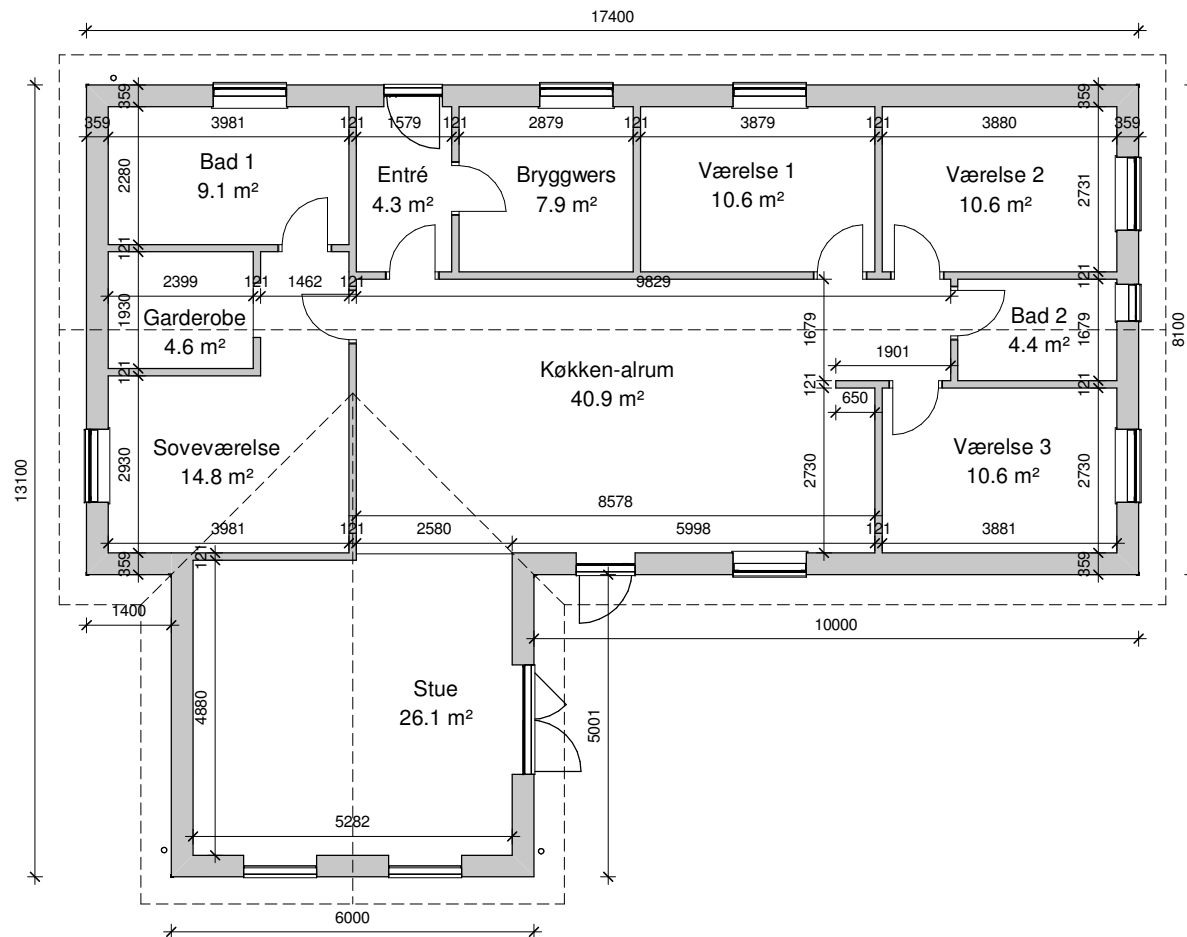 17400
359
359
359 3981 121 1579 121 2879 121 3879 121 3880 359
2280
Bad 1
9.1 m²
Entré
4.3 m²
Bryggwers
7.9 m²
Værelse 1
10.6 m²
Værelse 2
10.6 m²
2731
121
121
2399 121 1462 121 9829
1930
Garderobe
4.6 m²
1679
Bad 2
4.4 m²
1679
8100
1901
121
121
121
650
Køkken-alrum
40.9 m²
13100
Soveværelse
14.8 m²
2930
2730
Værelse 3
10.6 m²
2730
8578
3981 121 2580 5998 121 3881
359
121
359
1400
10000
Stue
26.1 m²
4880
5001
5282
6000